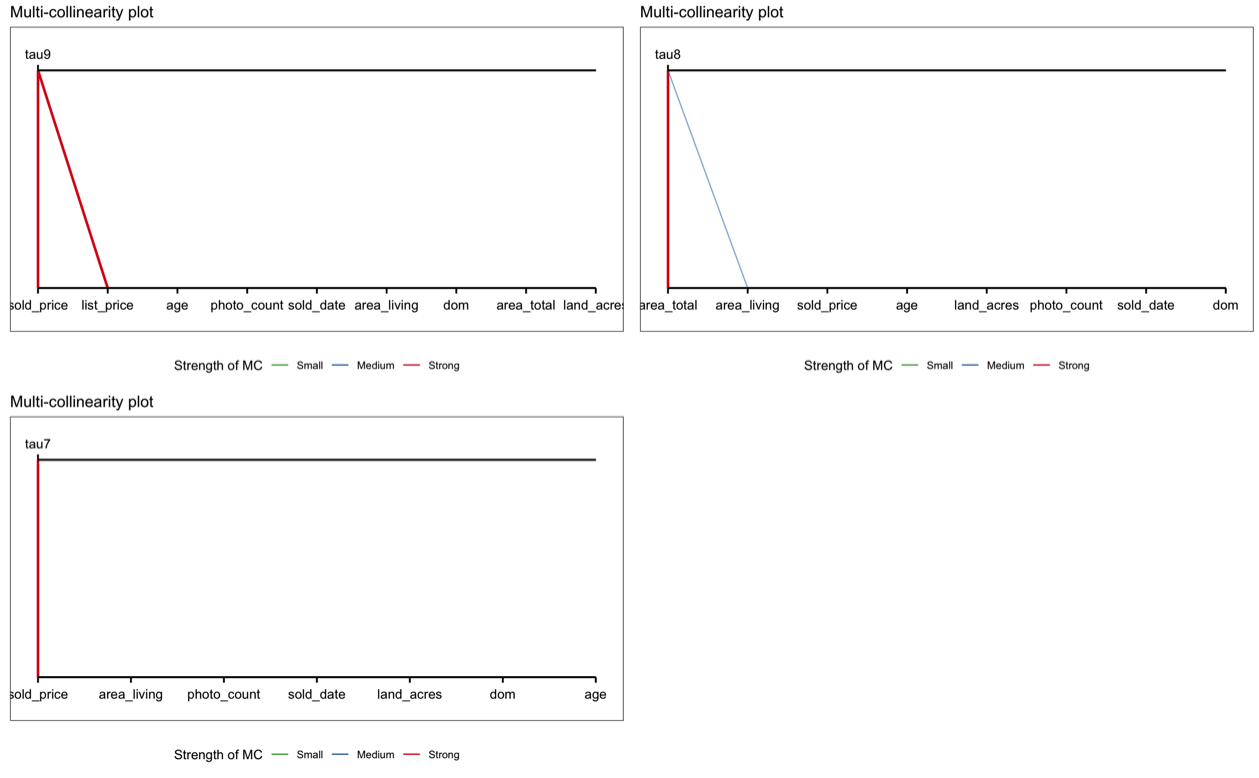 Multi-collinearity plot
tau9
sold_price list_price age photo_count sold_date area_living dom area_total land_acres
Strength of MC Small Medium Strong
Multi-collinearity plot
tau8
area_total area_living sold_price age land_acres photo_count sold_date dom
Strength of MC Small Medium Strong
Multi-collinearity plot
tau7
sold_price area_living photo_count sold_date land_acres dom age
Strength of MC Small Medium Strong